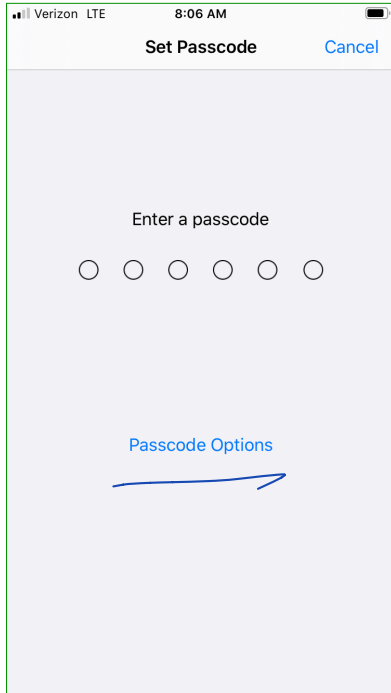 Verizon LTE 8:06 AM
Set Passcode Cancel
Enter a passcode
Passcode Options